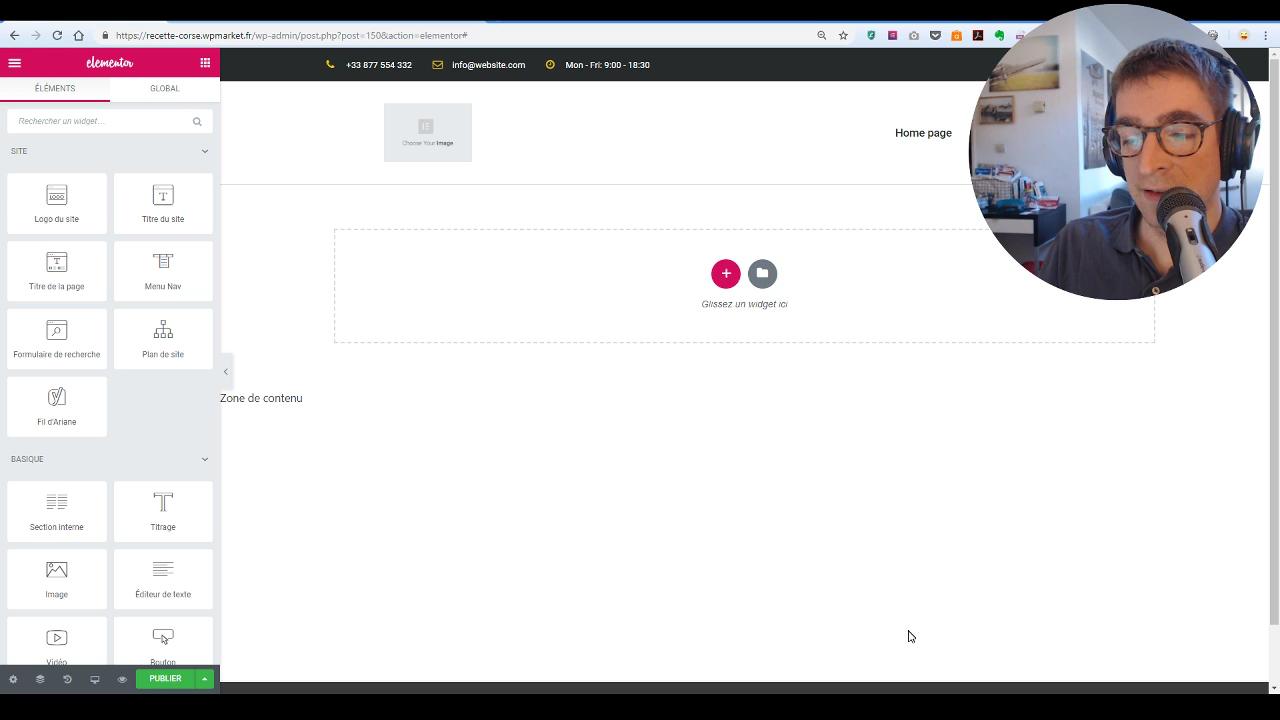 https://recette-corse.wpmarket.fr/wp-admin/post.php?post=150&action=elementor#
elementor
ÉLÉMENTS
GLOBAL
Rechercher un widget...
SITE
Logo du site
Titre du site
Titre de la page
Menu Nav
Formulaire de recherche
Plan de site
Fil d'Ariane
BASIQUE
Section interne
Titrage
Image
Éditeur de texte
Vidéo
Bouton
PUBLIER
+33 877 554 332
info@website.com
Mon - Fri: 9:00 - 18:30
Choose Your Image
Home page
Glissez un widget ici
Zone de contenu